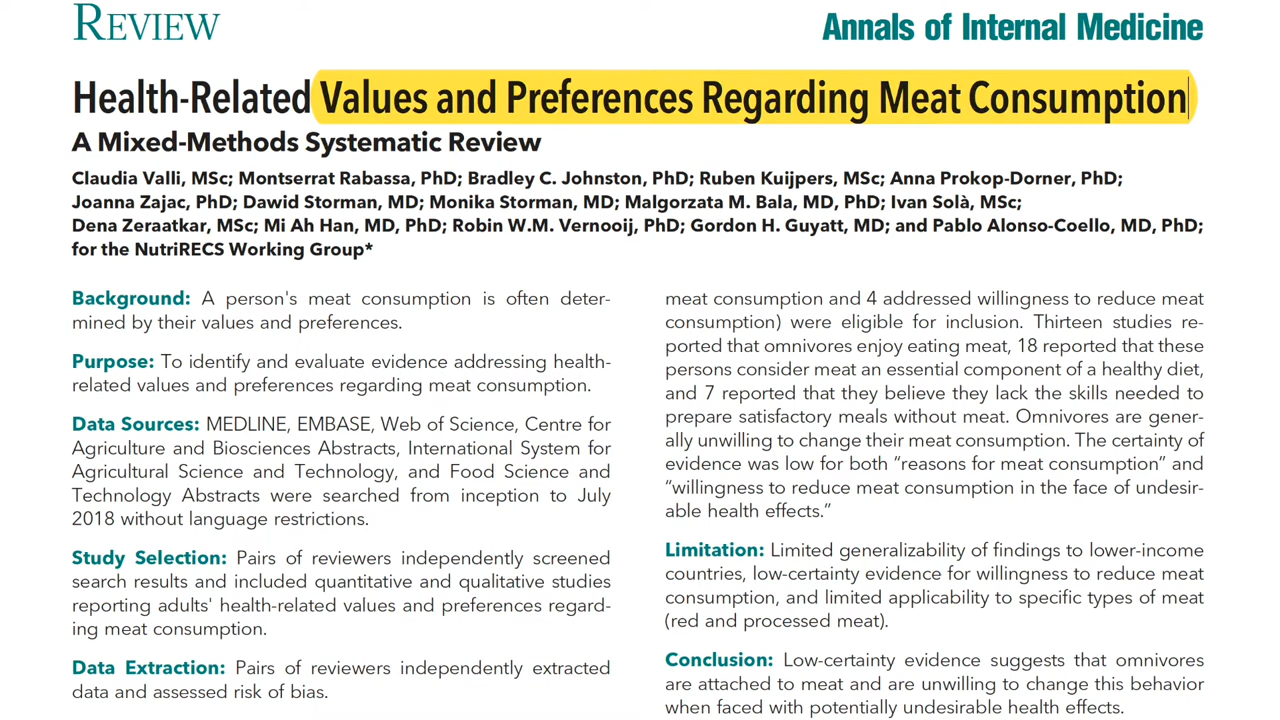 REVIEW
Annals of Internal Medicine
Health-Related Values and Preferences Regarding Meat Consumption
A Mixed-Methods Systematic Review
Claudia Valli, MSc; Montserrat Rabassa, PhD; Bradley C. Johnston, PhD; Ruben Kuijpers, MSc; Anna Prokop-Dorner, PhD;
Joanna Zajac, PhD; Dawid Storman, MD; Monika Storman, MD; Malgorzata M. Bala, MD, PhD; Ivan Solà, MSc;
Dena Zeraatkar, MSc; Mi Ah Han, MD, PhD; Robin W.M. Vernooij, PhD; Gordon H. Guyatt, MD; and Pablo Alonso-Coello, MD, PhD;
for the NutriRECS Working Group*
Background: A person's meat consumption is often deter-
mined by their values and preferences.
Purpose: To identify and evaluate evidence addressing health-
related values and preferences regarding meat consumption.
Data Sources: MEDLINE, EMBASE, Web of Science, Centre for
Agriculture and Biosciences Abstracts, International System for
Agricultural Science and Technology, and Food Science and
Technology Abstracts were searched from inception to July
2018 without language restrictions.
Study Selection: Pairs of reviewers independently screened
search results and included quantitative and qualitative studies
reporting adults' health-related values and preferences regard-
ing meat consumption.
Data Extraction: Pairs of reviewers independently extracted
data and assessed risk of bias.
meat consumption and 4 addressed willingness to reduce meat
consumption) were eligible for inclusion. Thirteen studies re-
ported that omnivores enjoy eating meat, 18 reported that these
persons consider meat an essential component of a healthy diet,
and 7 reported that they believe they lack the skills needed to
prepare satisfactory meals without meat. Omnivores are gener-
ally unwilling to change their meat consumption. The certainty of
evidence was low for both “reasons for meat consumption” and
“willingness to reduce meat consumption in the face of undesir-
able health effects.”
Limitation: Limited generalizability of findings to lower-income
countries, low-certainty evidence for willingness to reduce meat
consumption, and limited applicability to specific types of meat
(red and processed meat).
Conclusion: Low-certainty evidence suggests that omnivores
are attached to meat and are unwilling to change this behavior
when faced with potentially undesirable health effects.